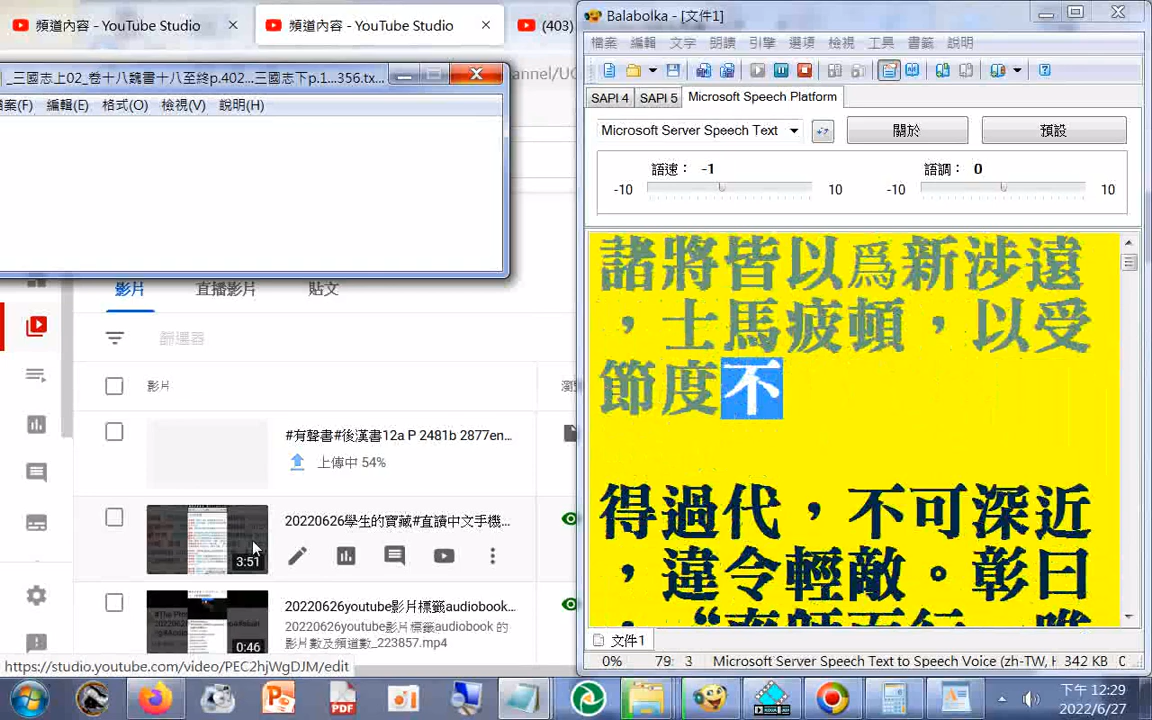 頻道內容 - YouTube Studio
頻道內容 - YouTube Studio
(403)
annel/UC
_三國志上02_卷十八魏書十八至終p.402...三國志下p.1...356.tx...
檔案(F) 編輯(E) 格式(O) 檢視(V) 說明(H)
影片 直播影片 貼文
篩選器
影片
#有聲書#後漢書12a P 2481b 2877en...
上傳中 54%
20220626學生的寶藏#直讀中文手機...
3:51
20220626youtube影片標籤audiobook...
20220626youtube影片標籤audiobook 的
影片數及頻道數_223857.mp4
0:46
https://studio.youtube.com/video/PEC2hjWgDJM/edit
Balabolka - [文件1]
檔案 編輯 文字 朗讀 引擎 選項 檢視 工具 書籤 說明
SAPI 4 SAPI 5 Microsoft Speech Platform
Microsoft Server Speech Text 關於 預設
語速： -1 語調： 0
-10 10 -10 10
諸將皆以爲新涉遠
，士馬疲頓，以受
節度不
得過代，不可深近
，違令輕敵。彰曰
文件1
0% 79: 3 Microsoft Server Speech Text to Speech Voice (zh-TW, H 342 KB
PDF
下午 12:29
2022/6/27